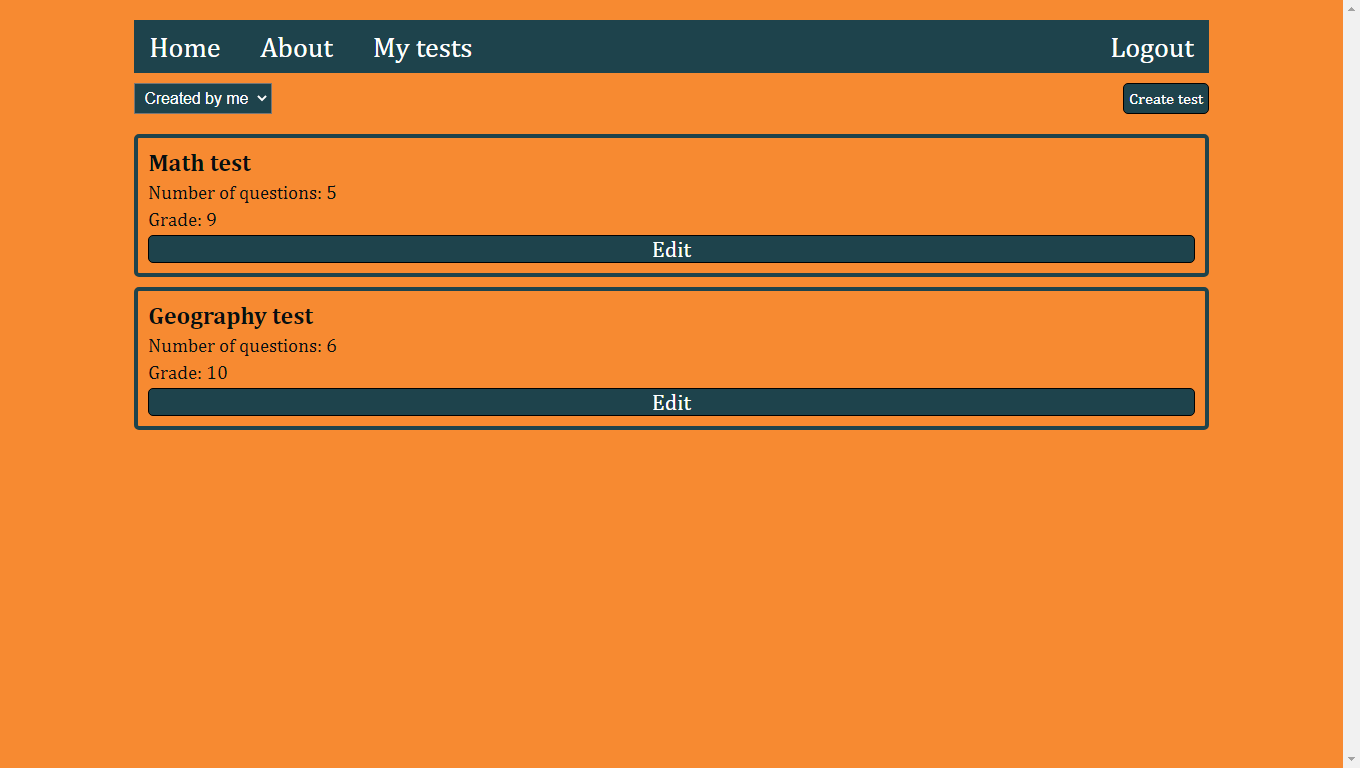 Home About My tests Logout
Created by me Create test
Math test
Number of questions: 5
Grade: 9
Edit
Geography test
Number of questions: 6
Grade: 10
Edit